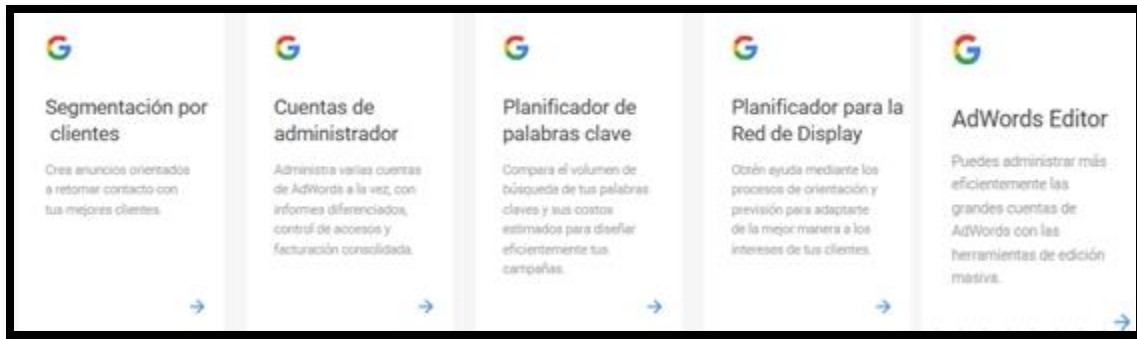 Segmentación por
clientes
Crea anuncios orientados
a retomar contacto con
tus mejores clientes.
Cuentas de
administrador
Administra varias cuentas
de AdWords a la vez, con
informes diferenciados,
control de accesos y
facturación consolidada.
Planificador de
palabras clave
Compara el volumen de
búsqueda de tus palabras
claves y sus costos
estimados para diseñar
eficientemente tus
campañas.
Planificador para la
Red de Display
Obtén ayuda mediante los
procesos de orientación y
previsión para adaptarte
de la mejor manera a los
intereses de tus clientes.
AdWords Editor
Puedes administrar más
eficientemente las
grandes cuentas de
AdWords con las
herramientas de edición
masiva.